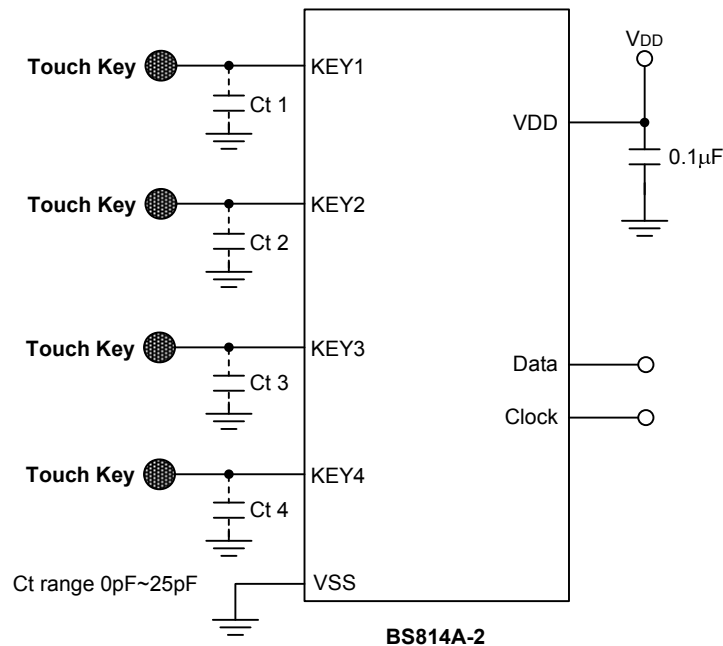 Touch Key
KEY1
Ct 1
Touch Key
KEY2
Ct 2
Touch Key
KEY3
Ct 3
Touch Key
KEY4
Ct 4
Ct range 0pF~25pF
VSS
VDD
VDD
0.1μF
Data
Clock
BS814A-2